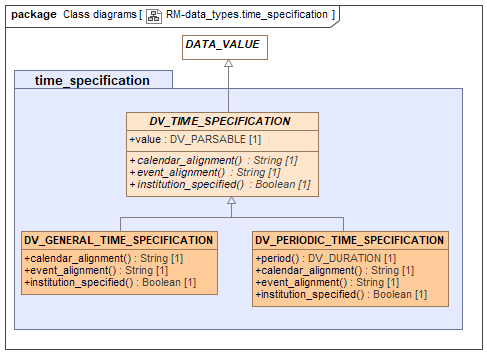 package Class diagrams [ RM-data_types.time_specification ]
DATA_VALUE
time_specification
DV_TIME_SPECIFICATION
+value : DV_PARSABLE [1]
+calendar_alignment() : String [1]
+event_alignment() : String [1]
+institution_specified() : Boolean [1]
DV_GENERAL_TIME_SPECIFICATION
+calendar_alignment() : String [1]
+event_alignment() : String [1]
+institution_specified() : Boolean [1]
DV_PERIODIC_TIME_SPECIFICATION
+period() : DV_DURATION [1]
+calendar_alignment() : String [1]
+event_alignment() : String [1]
+institution_specified() : Boolean [1]